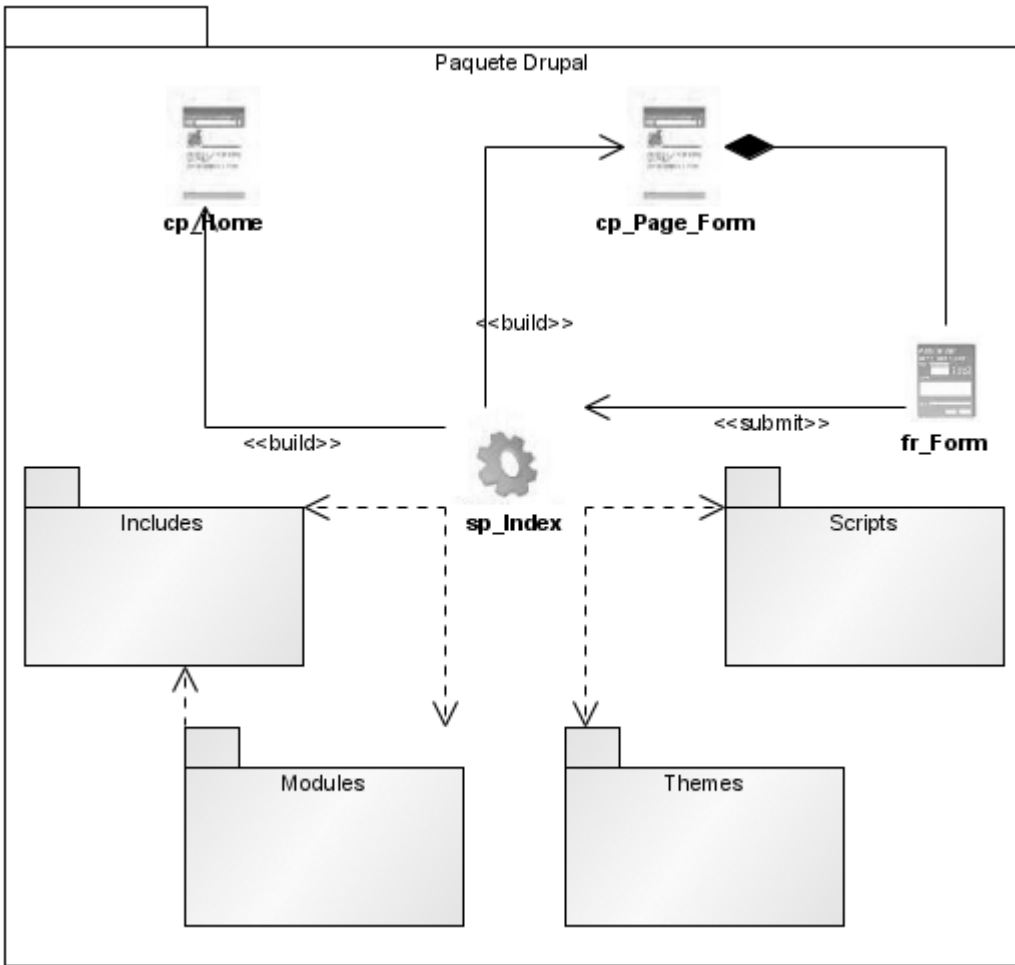 Paquete Drupal
cp_Home
cp_Page_Form
<<build>>
<<build>>
<<submit>>
fr_Form
sp_Index
Includes
Scripts
Modules
Themes